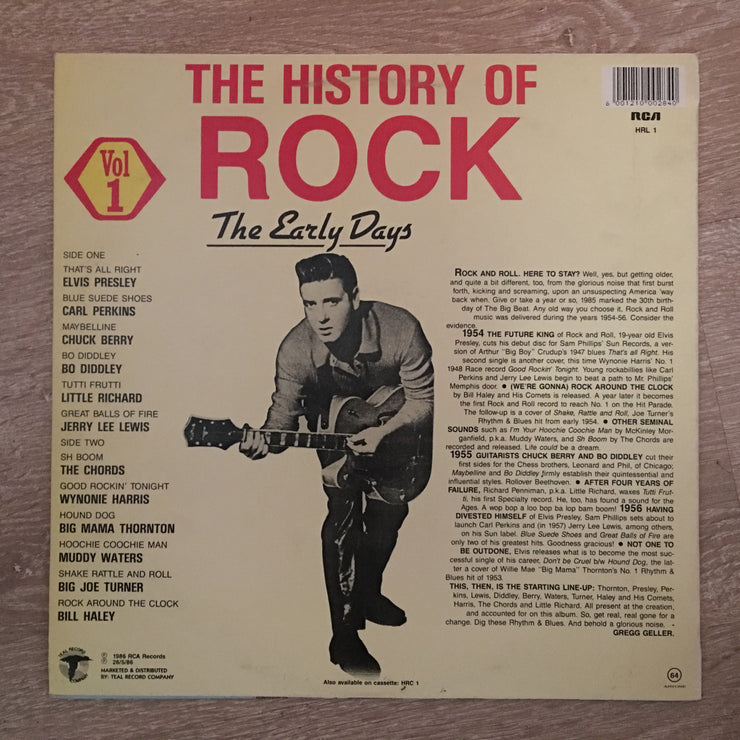 THE HISTORY OF
ROCK
Vol
1
The Early Days
6 001210 002840
RCA
HRL 1
SIDE ONE
THAT'S ALL RIGHT
ELVIS PRESLEY
BLUE SUEDE SHOES
CARL PERKINS
MAYBELLINE
CHUCK BERRY
BO DIDDLEY
BO DIDDLEY
TUTTI FRUTTI
LITTLE RICHARD
GREAT BALLS OF FIRE
JERRY LEE LEWIS
SIDE TWO
SH BOOM
THE CHORDS
GOOD ROCKIN' TONIGHT
WYNONIE HARRIS
HOUND DOG
BIG MAMA THORNTON
HOOCHIE COOCHIE MAN
MUDDY WATERS
SHAKE RATTLE AND ROLL
BIG JOE TURNER
ROCK AROUND THE CLOCK
BILL HALEY
ROCK AND ROLL. HERE TO STAY? Well, yes, but getting older,
and quite a bit different, too, from the glorious noise that first burst
forth, kicking and screaming, upon an unsuspecting America 'way
back when. Give or take a year or so, 1985 marked the 30th birth-
day of The Big Beat. Any old way you choose it, Rock and Roll
music was delivered during the years 1954-56. Consider the
evidence.
1954 THE FUTURE KING of Rock and Roll, 19-year old Elvis
Presley, cuts his debut disc for Sam Phillips' Sun Records, a ver-
sion of Arthur "Big Boy" Crudup's 1947 blues That's all Right. His
second single is another cover, this time Wynonie Harris' No. 1
1948 Race record Good Rockin' Tonight. Young rockabillies like Carl
Perkins and Jerry Lee Lewis begin to beat a path to Mr. Phillips'
Memphis door. • (WE'RE GONNA) ROCK AROUND THE CLOCK
by Bill Haley and His Comets is released. A year later it becomes
the first Rock and Roll record to reach No. 1 on the Hit Parade.
The follow-up is a cover of Shake, Rattle and Roll, Joe Turner's
Rhythm & Blues hit from early 1954. • OTHER SEMINAL
SOUNDS such as I'm Your Hoochie Coochie Man by McKinley Mor-
ganfield, p.k.a. Muddy Waters, and Sh Boom by The Chords are
recorded and released. Life could be a dream.
1955 GUITARISTS CHUCK BERRY AND BO DIDDLEY cut their
first sides for the Chess brothers, Leonard and Phil, of Chicago;
Maybelline and Bo Diddley firmly establish their quintessential and
influential styles. Rollover Beethoven. • AFTER FOUR YEARS OF
FAILURE, Richard Penniman, p.k.a. Little Richard, waxes Tutti Frut-
ti, his first Specialty record. He, too, has found a sound for the
Ages. A wop bop a loo bop ba lop bam boom! 1956 HAVING
DIVESTED HIMSELF of Elvis Presley, Sam Phillips sets about to
launch Carl Perkins and (in 1957) Jerry Lee Lewis, among others,
on his Sun label. Blue Suede Shoes and Great Balls of Fire are
only two of his greatest hits. Goodness gracious! • NOT ONE TO
BE OUTDONE, Elvis releases what is to become the most suc-
cessful single of his career, Don't be Cruel b/w Hound Dog, the lat-
ter a cover of Willie Mae "Big Mama" Thornton's No. 1 Rhythm &
Blues hit of 1953.
THIS, THEN, IS THE STARTING LINE-UP: Thornton, Presley, Per-
kins, Lewis, Diddley, Berry, Waters, Turner, Haley and His Comets,
Harris, The Chords and Little Richard. All present at the creation,
and accounted for on this album. So, get real, real gone for a
change. Dig these Rhythm & Blues. And behold a glorious noise. -
GREGG GELLER.
TEAL RECORD
COMPANY
℗ 1986 RCA Records
© 28/5/86
MARKETED & DISTRIBUTED
BY: TEAL RECORD COMPANY
Also available on cassette: HRC 1
64